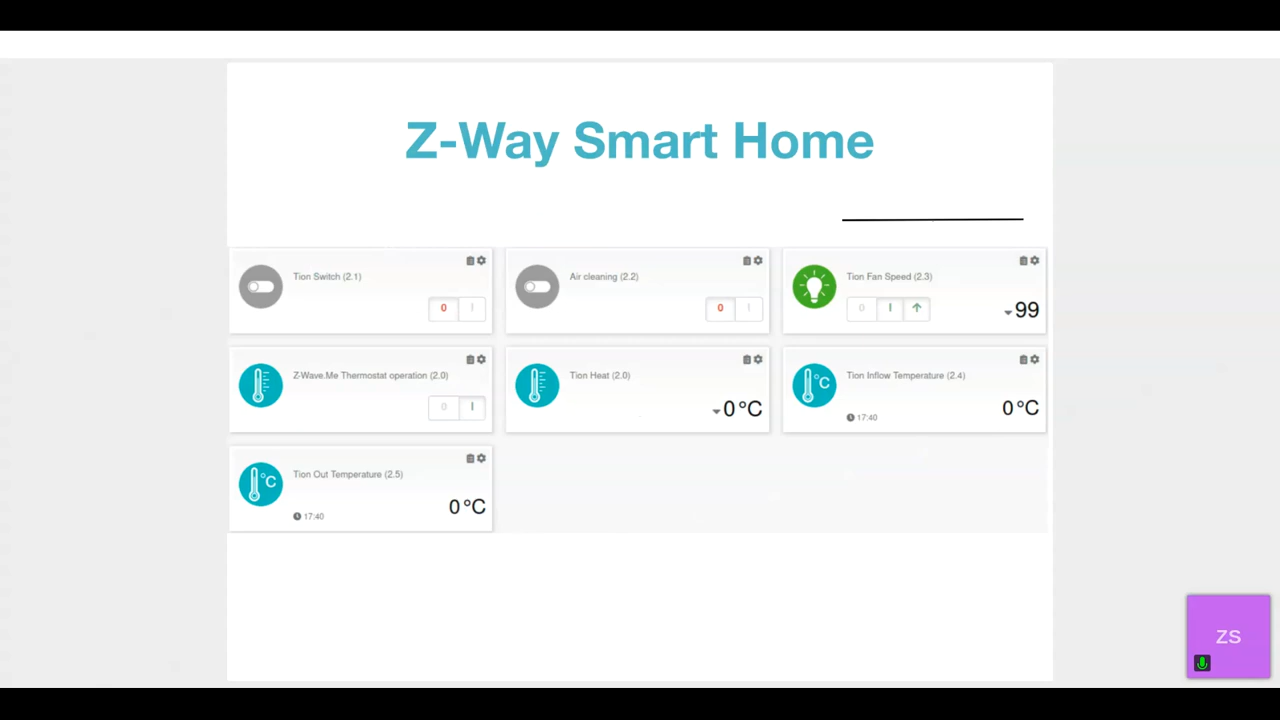 Z-Way Smart Home
Tion Switch (2.1)
0 I
Air cleaning (2.2)
0 I
Tion Fan Speed (2.3)
0 I
99
Z-Wave.Me Thermostat operation (2.0)
0 I
Tion Heat (2.0)
0 °C
Tion Inflow Temperature (2.4)
17:40
0 °C
Tion Out Temperature (2.5)
17:40
0 °C
ZS